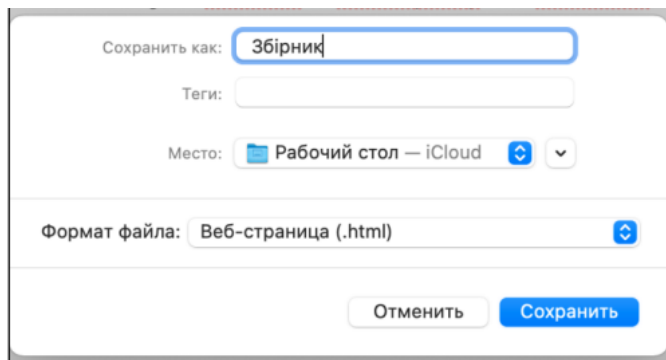 Сохранить как: Збірник
Теги:
Место: Рабочий стол — iCloud
Формат файла: Веб-страница (.html)
Отменить Сохранить